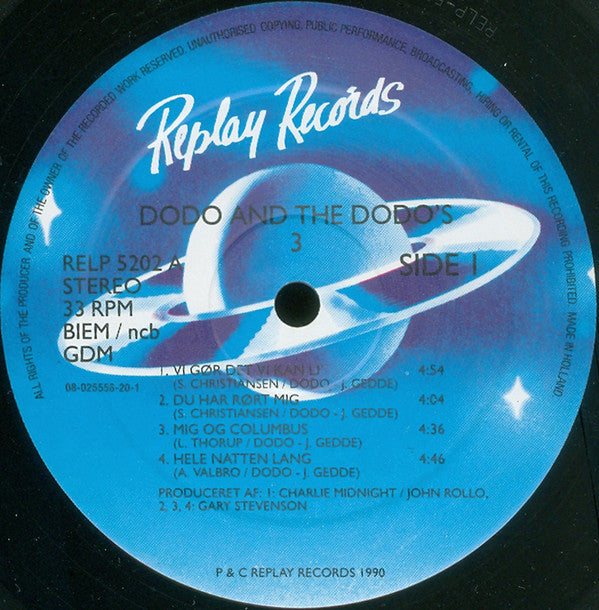 ALL RIGHTS OF THE PRODUCER AND OF THE OWNER OF THE RECORDED WORK RESERVED. UNAUTHORISED COPYING, PUBLIC PERFORMANCE, BROADCASTING, HIRING OR RENTAL OF THIS RECORDING PROHIBITED. MADE IN HOLLAND
Replay Records
DODO AND THE DODO'S
3
RELP 5202 A
SIDE 1
STEREO
33 RPM
BIEM / ncb
GDM
08-025558-20-1
1. VI GØR DET VI KAN LI' 4:54
(S. CHRISTIANSEN / DODO - J. GEDDE)
2. DU HAR RØRT MIG 4:04
(S. CHRISTIANSEN / DODO - J. GEDDE)
3. MIG OG COLUMBUS 4:36
(L. THORUP / DODO - J. GEDDE)
4. HELE NATTEN LANG 4:46
(A. VALBRO / DODO - J. GEDDE)
PRODUCERET AF: 1: CHARLIE MIDNIGHT / JOHN ROLLO,
2, 3, 4: GARY STEVENSON
P & C REPLAY RECORDS 1990